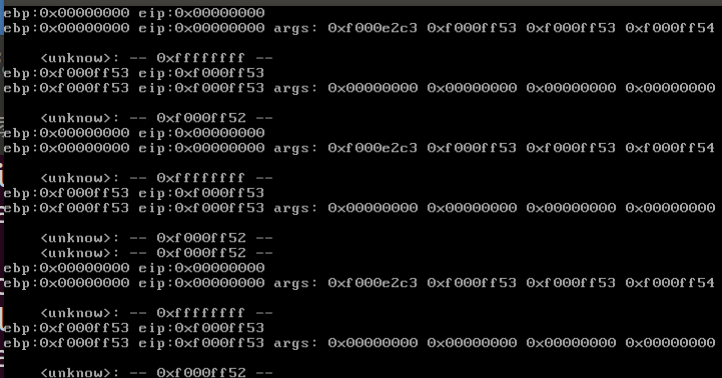 ebp:0x00000000 eip:0x00000000
ebp:0x00000000 eip:0x00000000 args: 0xf000e2c3 0xf000ff53 0xf000ff53 0xf000ff54
<unknow>: -- 0xffffffff --
ebp:0xf000ff53 eip:0xf000ff53
ebp:0xf000ff53 eip:0xf000ff53 args: 0x00000000 0x00000000 0x00000000 0x00000000
<unknow>: -- 0xf000ff52 --
ebp:0x00000000 eip:0x00000000
ebp:0x00000000 eip:0x00000000 args: 0xf000e2c3 0xf000ff53 0xf000ff53 0xf000ff54
<unknow>: -- 0xffffffff --
ebp:0xf000ff53 eip:0xf000ff53
ebp:0xf000ff53 eip:0xf000ff53 args: 0x00000000 0x00000000 0x00000000 0x00000000
<unknow>: -- 0xf000ff52 --
<unknow>: -- 0xf000ff52 --
ebp:0x00000000 eip:0x00000000
ebp:0x00000000 eip:0x00000000 args: 0xf000e2c3 0xf000ff53 0xf000ff53 0xf000ff54
<unknow>: -- 0xffffffff --
ebp:0xf000ff53 eip:0xf000ff53
ebp:0xf000ff53 eip:0xf000ff53 args: 0x00000000 0x00000000 0x00000000 0x00000000
<unknow>: -- 0xf000ff52 --